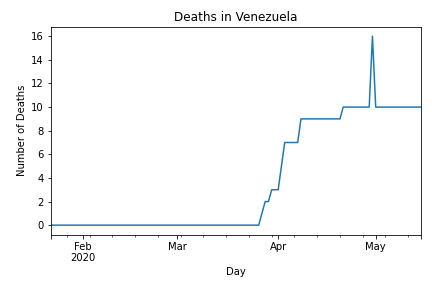 Deaths in Venezuela
Number of Deaths
16
14
12
10
8
6
4
2
0
Feb
2020
Mar
Apr
May
Day